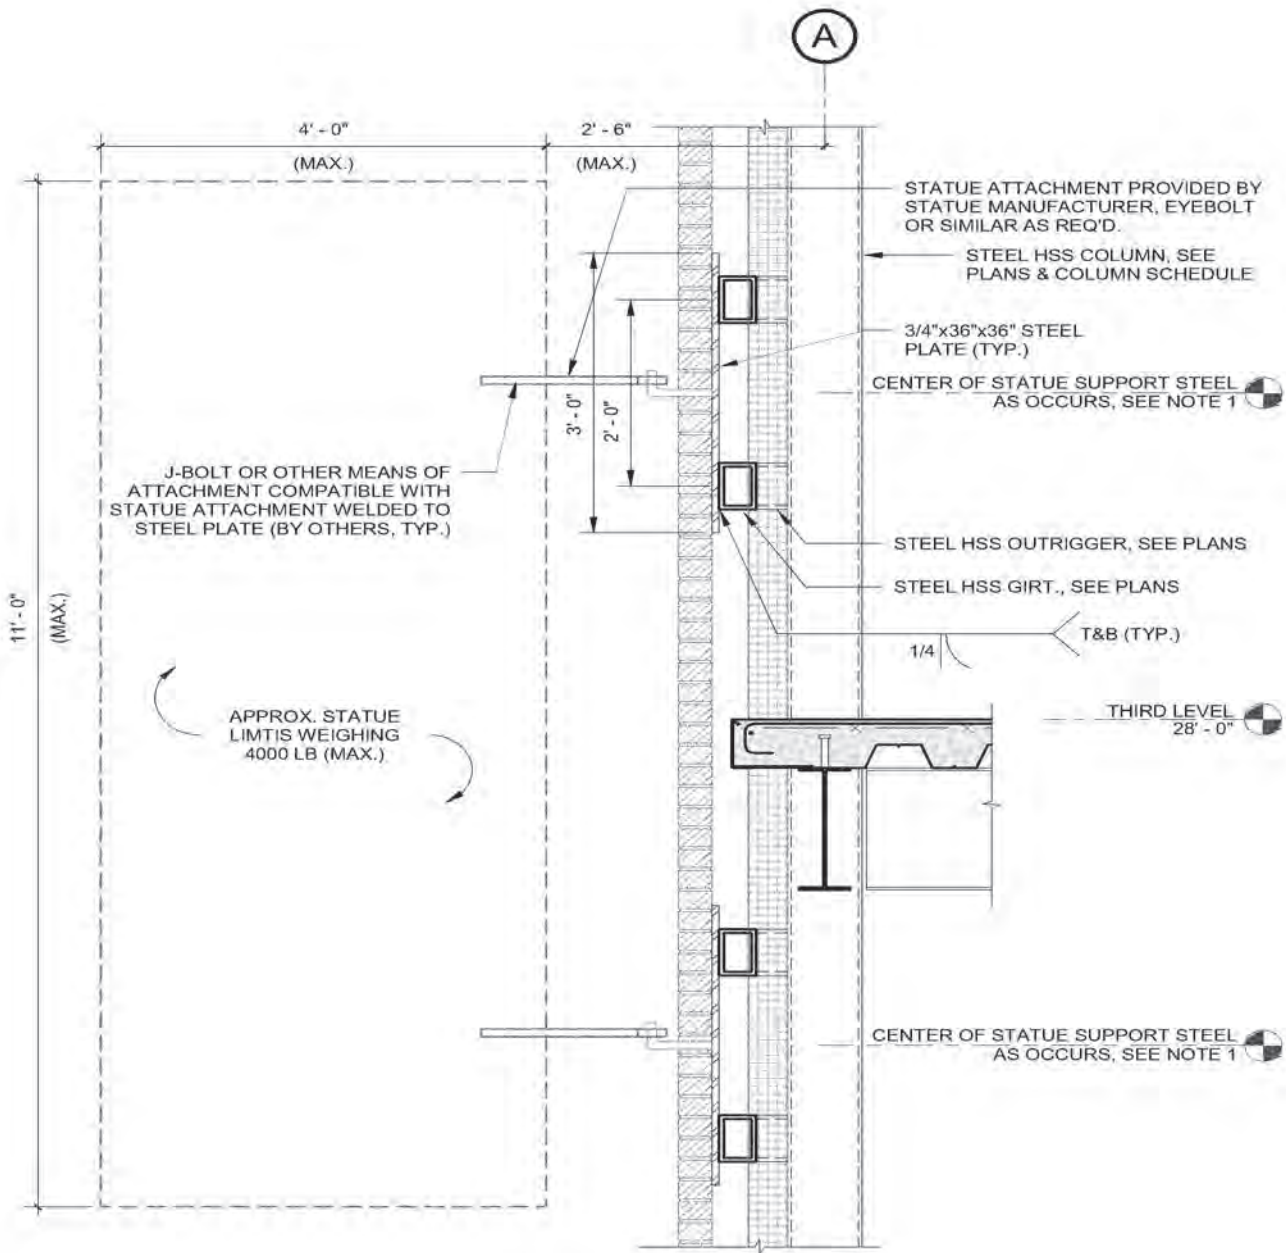 A
4' - 0"
(MAX.)
2' - 6"
(MAX.)
STATUE ATTACHMENT PROVIDED BY
STATUE MANUFACTURER, EYEBOLT
OR SIMILAR AS REQ'D.
STEEL HSS COLUMN, SEE
PLANS & COLUMN SCHEDULE
3/4"x36"x36" STEEL
PLATE (TYP.)
CENTER OF STATUE SUPPORT STEEL
AS OCCURS, SEE NOTE 1
3' - 0"
2' - 0"
J-BOLT OR OTHER MEANS OF
ATTACHMENT COMPATIBLE WITH
STATUE ATTACHMENT WELDED TO
STEEL PLATE (BY OTHERS, TYP.)
STEEL HSS OUTRIGGER, SEE PLANS
STEEL HSS GIRT., SEE PLANS
T&B (TYP.)
1/4
11' - 0"
(MAX.)
APPROX. STATUE
LIMTIS WEIGHING
4000 LB (MAX.)
THIRD LEVEL
28' - 0"
CENTER OF STATUE SUPPORT STEEL
AS OCCURS, SEE NOTE 1